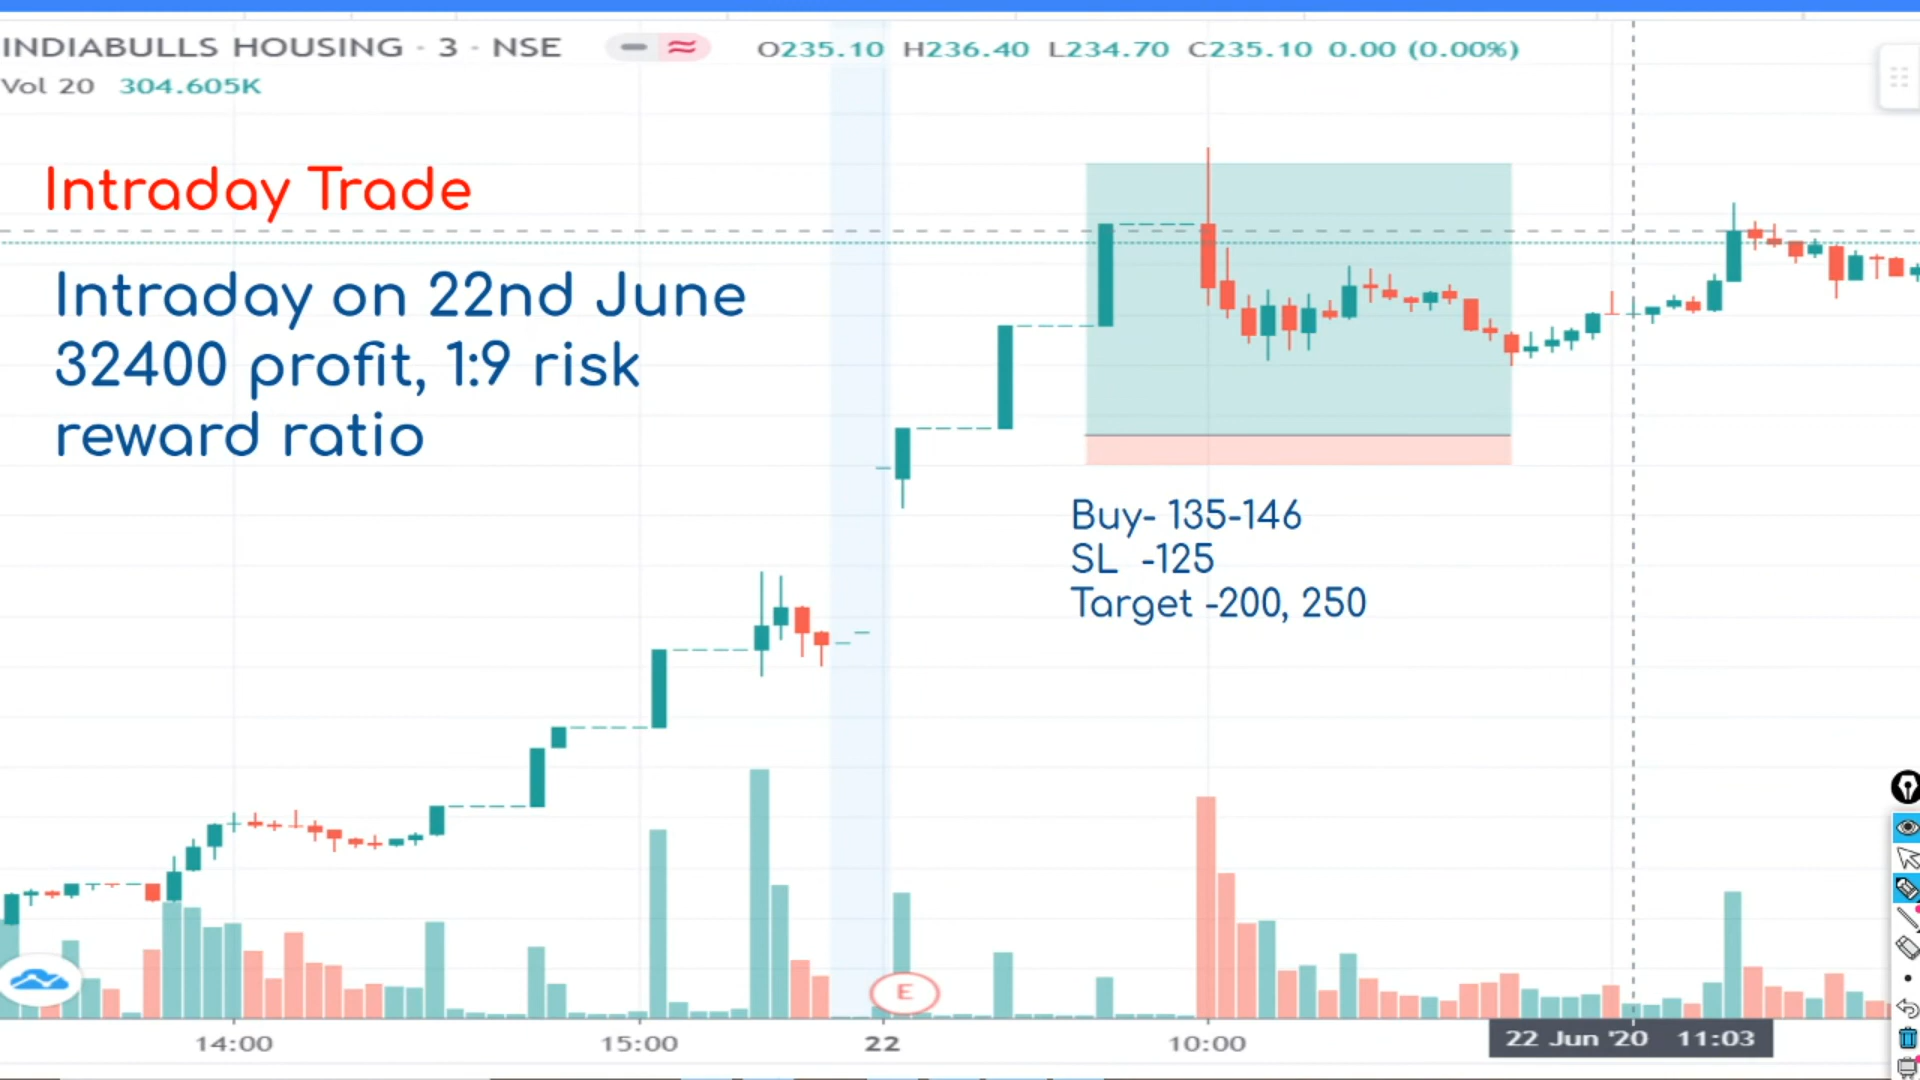 INDIABULLS HOUSING · 3 · NSE O235.10 H236.40 L234.70 C235.10 0.00 (0.00%)
Vol 20 304.605K
Intraday Trade
Intraday on 22nd June
32400 profit, 1:9 risk
reward ratio
Buy- 135-146
SL -125
Target -200, 250
E
14:00 15:00 22 10:00 22 Jun '20 11:03